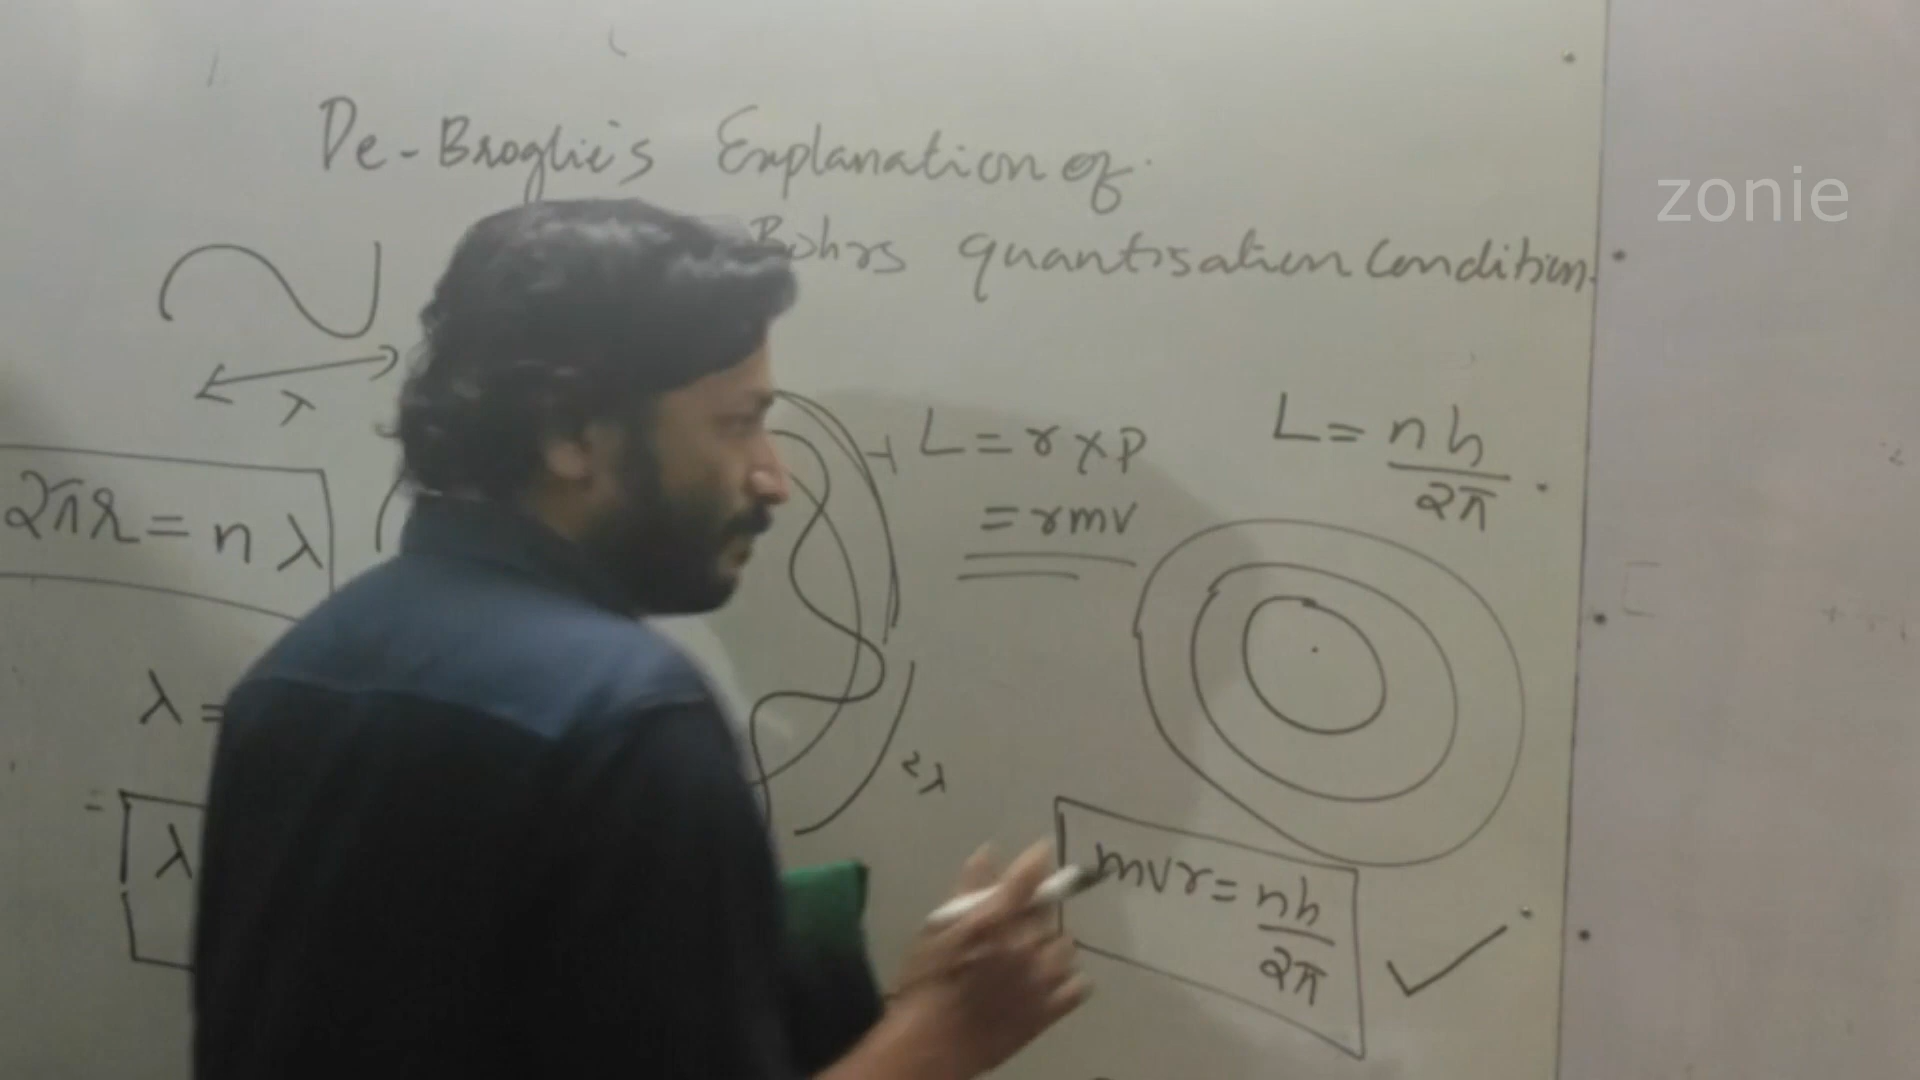 De-Broglie's Explanation of
Bohrs quantisation Condition.
λ
2πr = nλ
λ =
= λ
L = r x p
= rmv
L = nh
2π
mvr = nh
2π
zonie